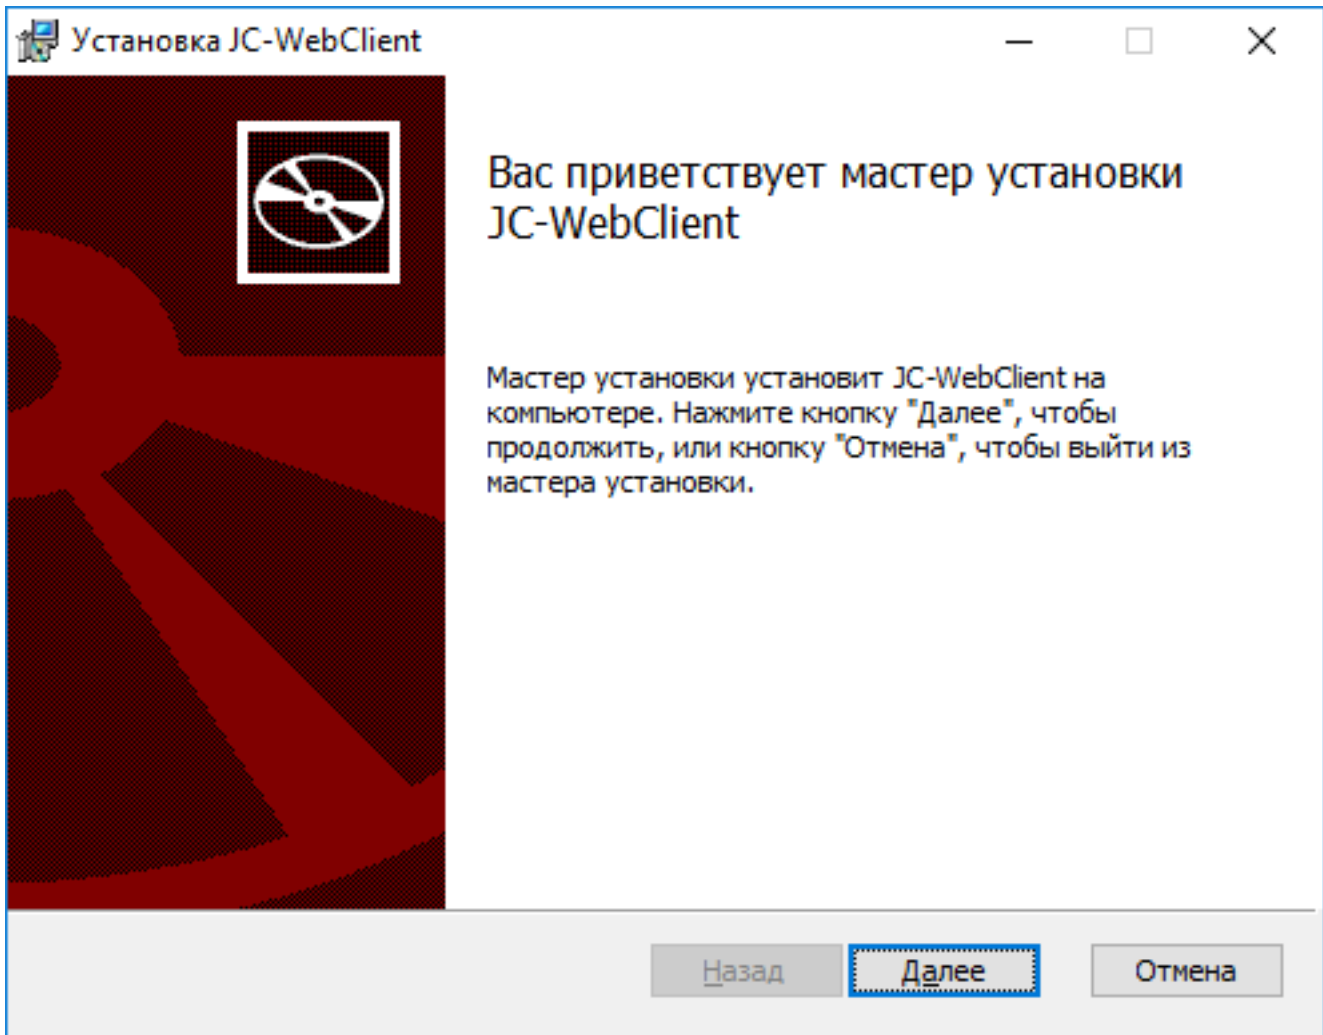 Установка JC-WebClient
Вас приветствует мастер установки
JC-WebClient
Мастер установки установит JC-WebClient на
компьютере. Нажмите кнопку "Далее", чтобы
продолжить, или кнопку "Отмена", чтобы выйти из
мастера установки.
Назад
Далее
Отмена